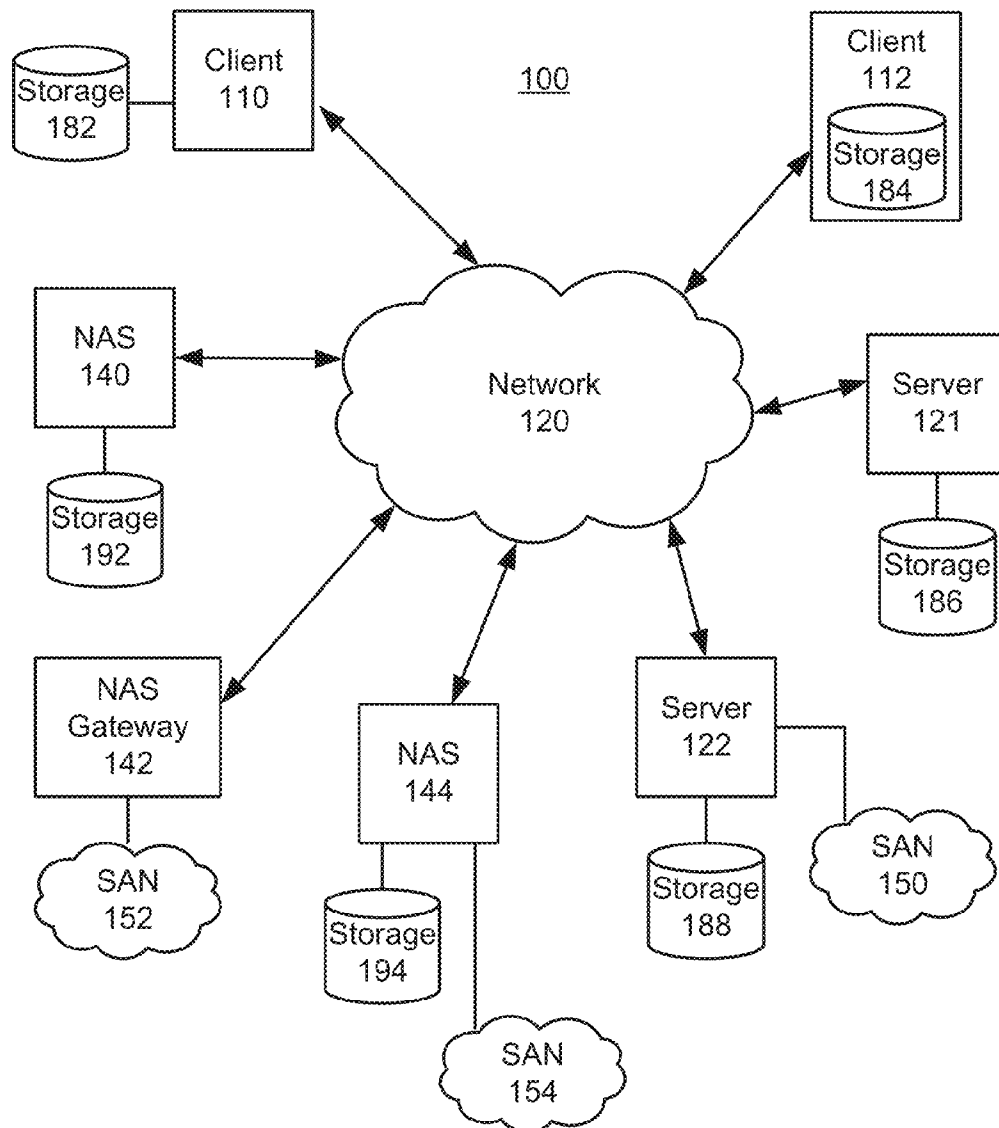 Client
110
Storage
182
100
Client
112
Storage
184
NAS
140
Network
120
Server
121
Storage
192
Storage
186
NAS
Gateway
142
NAS
144
Server
122
SAN
152
Storage
194
Storage
188
SAN
150
SAN
154